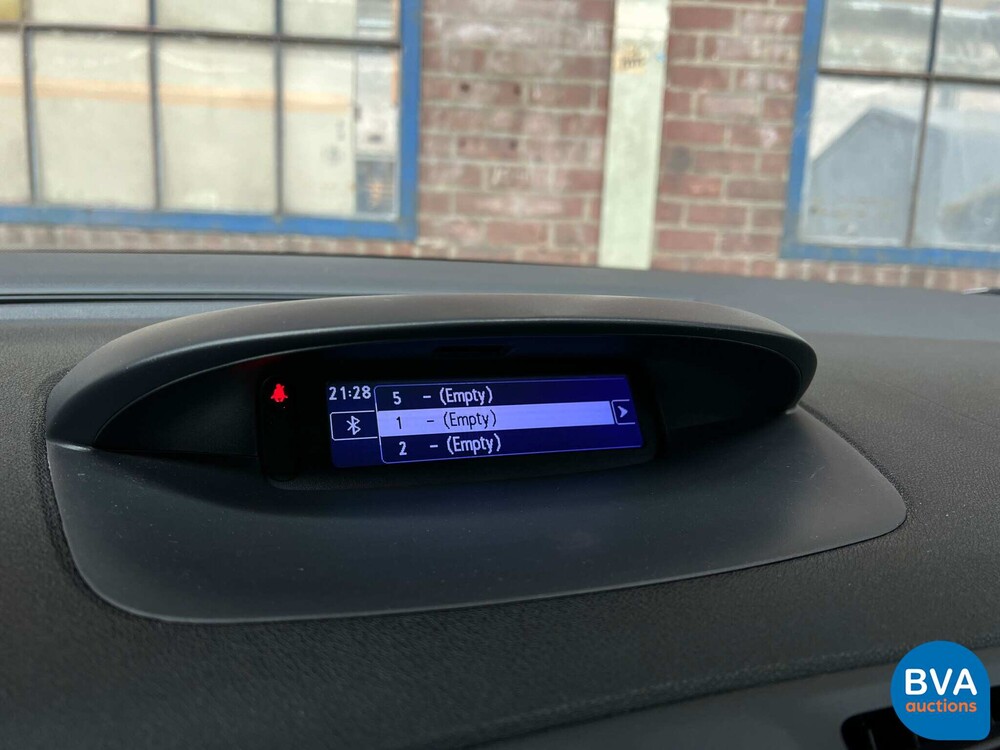 21:28
5 - (Empty)
1 - (Empty)
2 - (Empty)
BVA
auctions